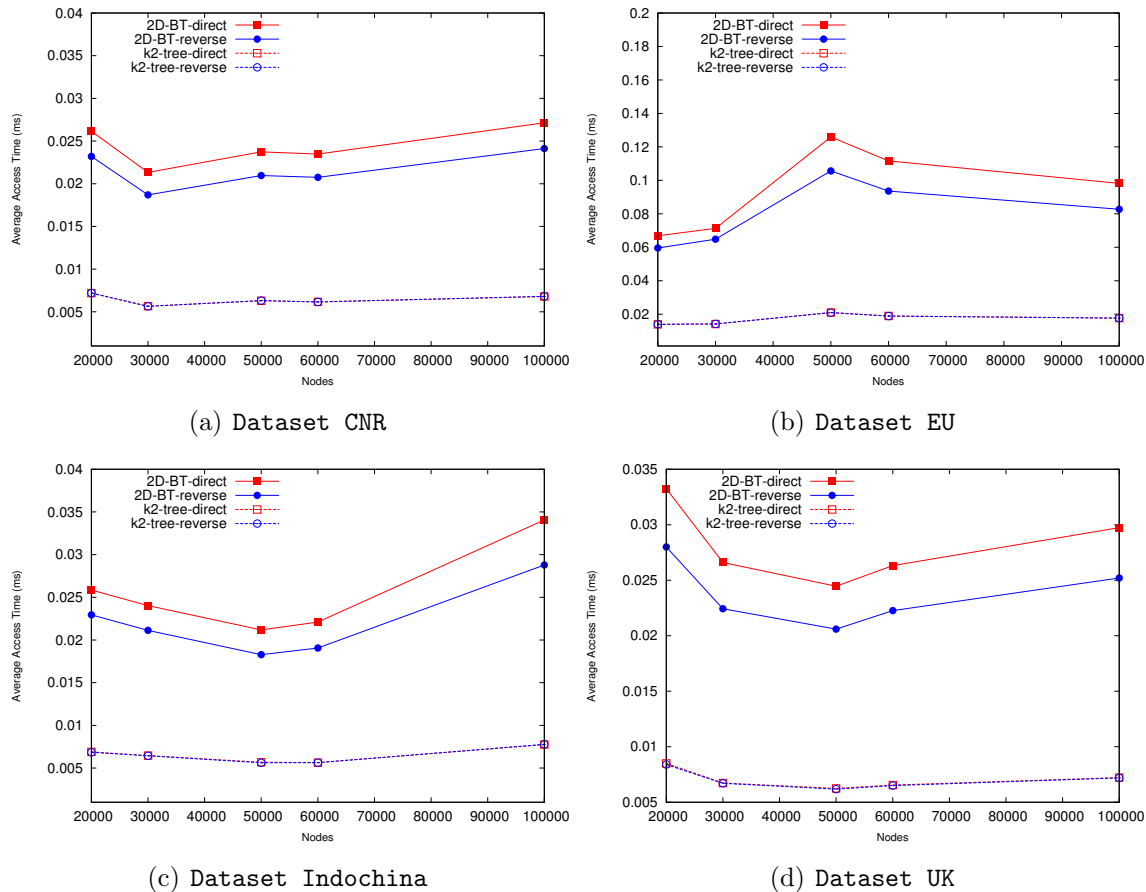 0.04
0.035
0.03
0.025
0.02
0.015
0.01
0.005
Average Access Time (ms)
2D-BT-direct
2D-BT-reverse
k2-tree-direct
k2-tree-reverse
20000 30000 40000 50000 60000 70000 80000 90000 100000
Nodes
(a) Dataset CNR
0.2
0.18
0.16
0.14
0.12
0.1
0.08
0.06
0.04
0.02
Average Access Time (ms)
2D-BT-direct
2D-BT-reverse
k2-tree-direct
k2-tree-reverse
20000 30000 40000 50000 60000 70000 80000 90000 100000
Nodes
(b) Dataset EU
0.04
0.035
0.03
0.025
0.02
0.015
0.01
0.005
Average Access Time (ms)
2D-BT-direct
2D-BT-reverse
k2-tree-direct
k2-tree-reverse
20000 30000 40000 50000 60000 70000 80000 90000 100000
Nodes
(c) Dataset Indochina
0.035
0.03
0.025
0.02
0.015
0.01
0.005
Average Access Time (ms)
2D-BT-direct
2D-BT-reverse
k2-tree-direct
k2-tree-reverse
20000 30000 40000 50000 60000 70000 80000 90000 100000
Nodes
(d) Dataset UK